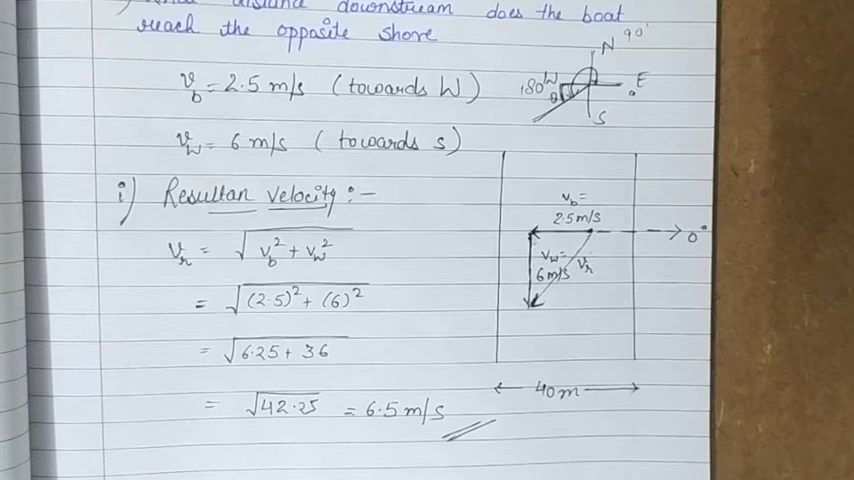 distance downstream does the boat
reach the opposite shore
N 90°
v_b = 2.5 m/s (towards W)
180° W
E
θ
S
v_w = 6 m/s (towards S)
i) Resultan velocity :-
v_b =
2.5 m/s
0°
v_r = √(v_b² + v_w²)
v_w =
6 m/s
v_r
= √((2.5)² + (6)²)
= √(6.25 + 36)
40m
= √42.25 = 6.5 m/s